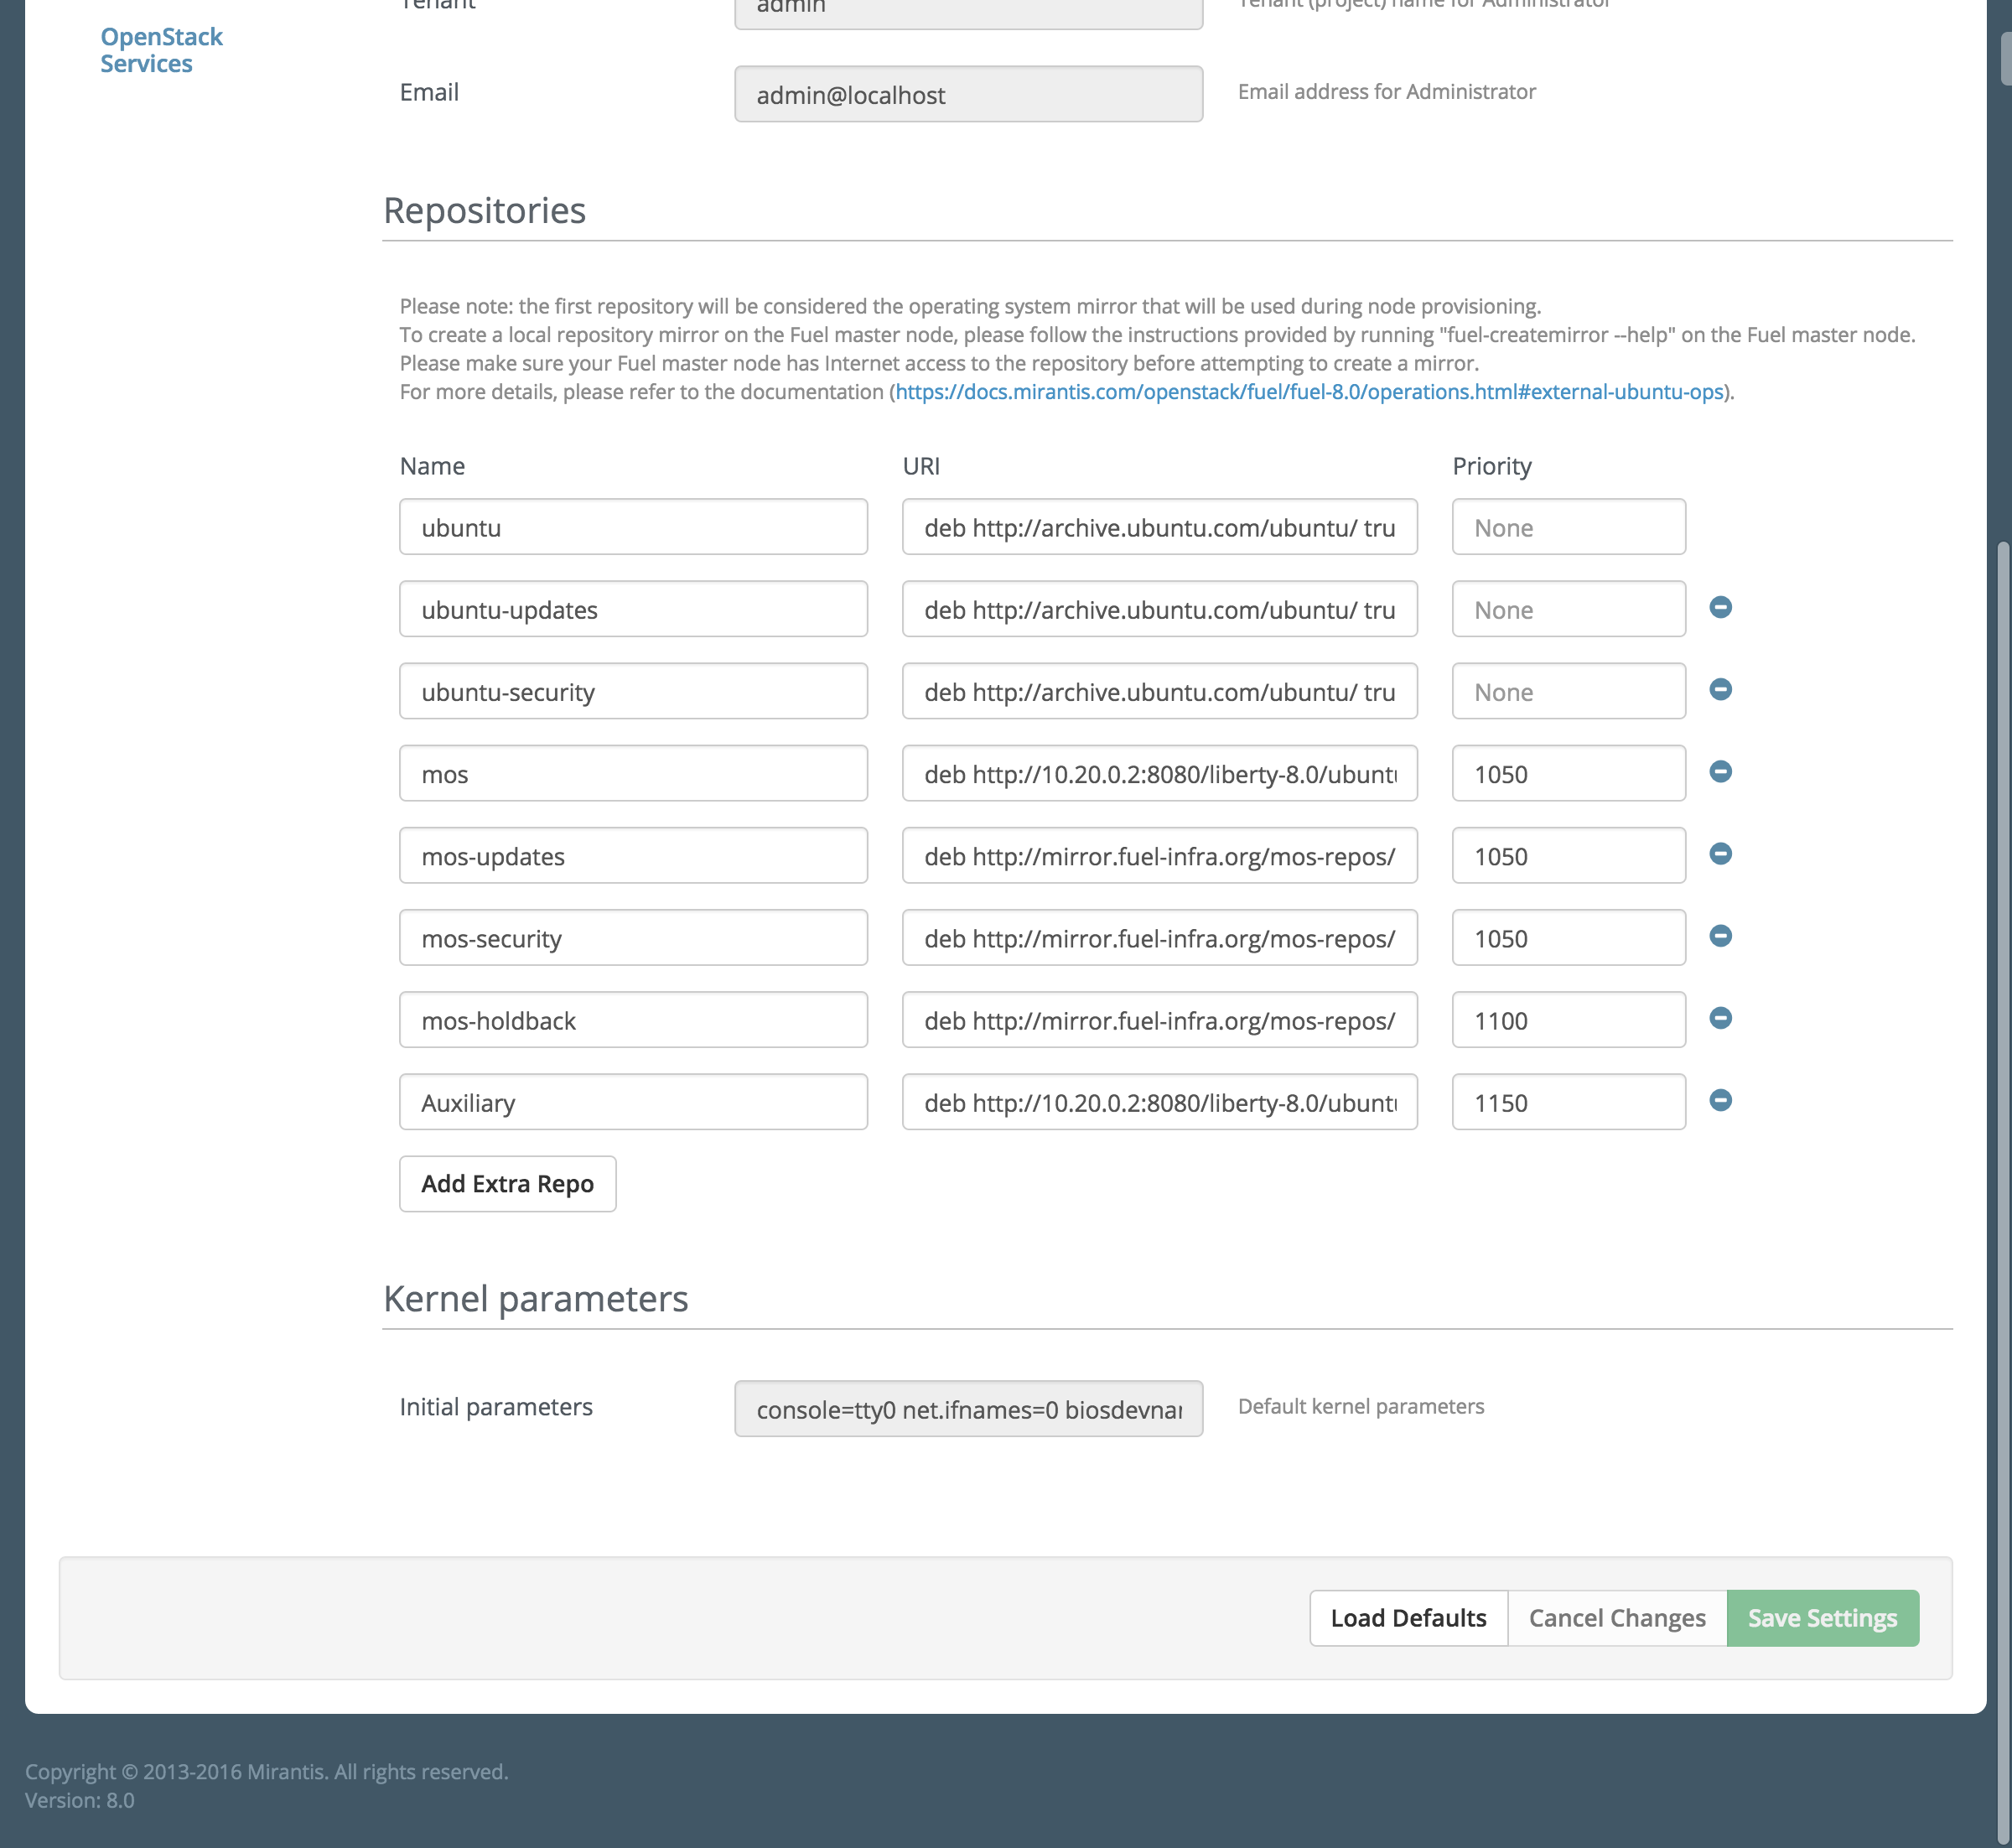 Tenant
admin
Tenant (project) name for Administrator
OpenStack
Services
Email
admin@localhost
Email address for Administrator
Repositories
Please note: the first repository will be considered the operating system mirror that will be used during node provisioning.
To create a local repository mirror on the Fuel master node, please follow the instructions provided by running "fuel-createmirror --help" on the Fuel master node.
Please make sure your Fuel master node has Internet access to the repository before attempting to create a mirror.
For more details, please refer to the documentation (https://docs.mirantis.com/openstack/fuel/fuel-8.0/operations.html#external-ubuntu-ops).
Name URI Priority
ubuntu deb http://archive.ubuntu.com/ubuntu/ tru None
ubuntu-updates deb http://archive.ubuntu.com/ubuntu/ tru None
ubuntu-security deb http://archive.ubuntu.com/ubuntu/ tru None
mos deb http://10.20.0.2:8080/liberty-8.0/ubuntu 1050
mos-updates deb http://mirror.fuel-infra.org/mos-repos/ 1050
mos-security deb http://mirror.fuel-infra.org/mos-repos/ 1050
mos-holdback deb http://mirror.fuel-infra.org/mos-repos/ 1100
Auxiliary deb http://10.20.0.2:8080/liberty-8.0/ubuntu 1150
Add Extra Repo
Kernel parameters
Initial parameters
console=tty0 net.ifnames=0 biosdevnar
Default kernel parameters
Load Defaults Cancel Changes Save Settings
Copyright © 2013-2016 Mirantis. All rights reserved.
Version: 8.0